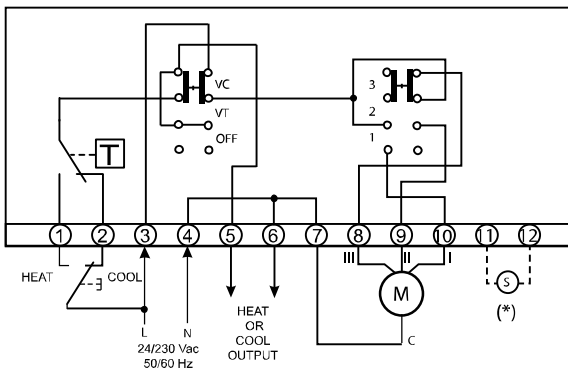 VC
VT
OFF
3
2
1
T
1 2 3 4 5 6 7 8 9 10 11 12
HEAT
COOL
L
N
24/230 Vac
50/60 Hz
HEAT
OR
COOL
OUTPUT
III
II
I
M
C
S
(*)